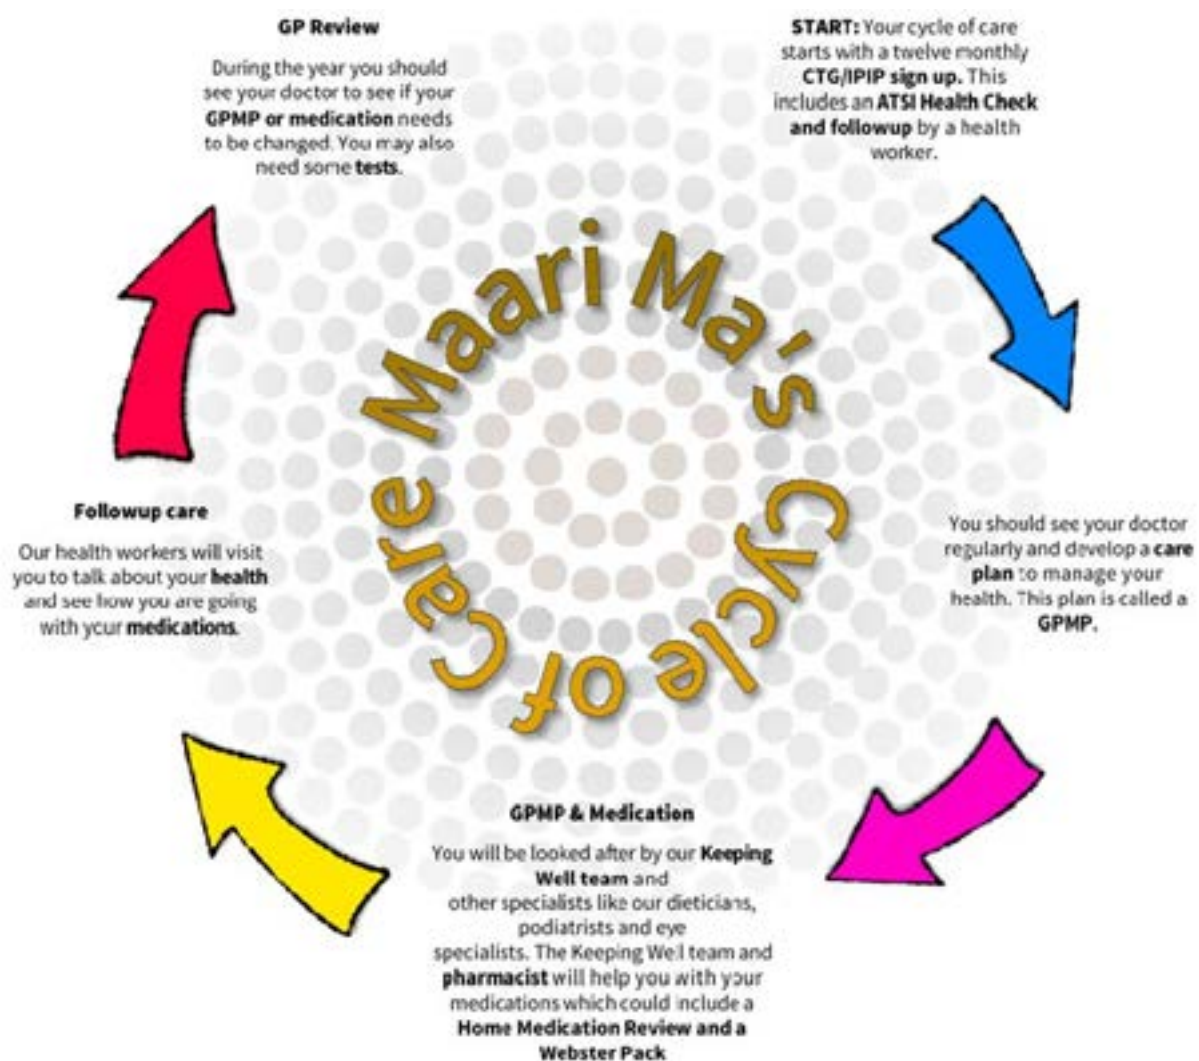 Maari Ma's Cycle of Care
START: Your cycle of care
starts with a twelve monthly
CTG/IPIP sign up. This
includes an ATSI Health Check
and followup by a health
worker.
You should see your doctor
regularly and develop a care
plan to manage your
health. This plan is called a
GPMP.
GPMP & Medication
You will be looked after by our Keeping
Well team and
other specialists like our dieticians,
podiatrists and eye
specialists. The Keeping Well team and
pharmacist will help you with your
medications which could include a
Home Medication Review and a
Webster Pack
Followup care
Our health workers will visit
you to talk about your health
and see how you are going
with your medications.
GP Review
During the year you should
see your doctor to see if your
GPMP or medication needs
to be changed. You may also
need some tests.